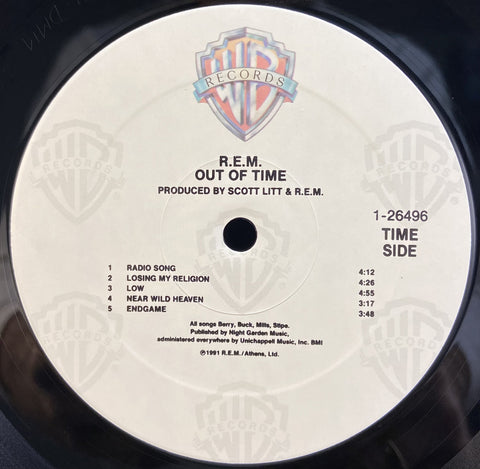 WB
RECORDS
R.E.M.
OUT OF TIME
PRODUCED BY SCOTT LITT & R.E.M.
1-26496
TIME
SIDE
1 RADIO SONG 4:12
2 LOSING MY RELIGION 4:26
3 LOW 4:55
4 NEAR WILD HEAVEN 3:17
5 ENDGAME 3:48
All songs Berry, Buck, Mills, Stipe.
Published by Night Garden Music,
administered everywhere by Unichappell Music, Inc. BMI
℗1991 R.E.M./Athens, Ltd.